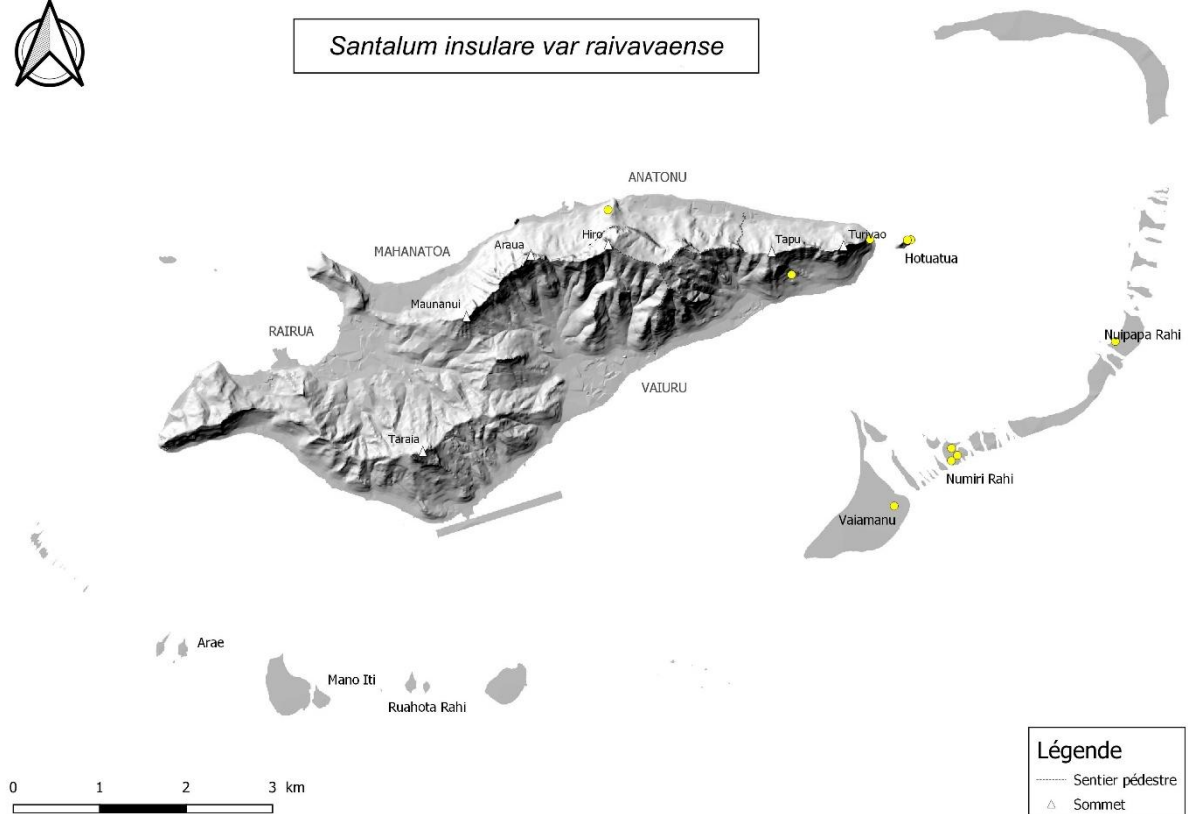 Santalum insulare var raivavaense
ANATONU
MAHANATOA
Araua
Hiro
Tapu
Turivao
Hotuatua
Maunanui
RAIRUA
Nuipapa Rahi
VAIURU
Taraia
Numiri Rahi
Vaiamanu
Arae
Mano Iti
Ruahota Rahi
Légende
Sentier pédestre
Sommet
0 1 2 3 km